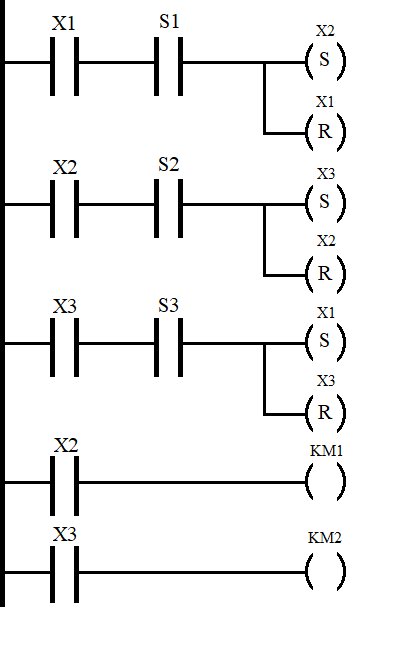 X1 S1 X2
S
X1
R
X2 S2 X3
S
X2
R
X3 S3 X1
S
X3
R
X2 KM1
X3 KM2